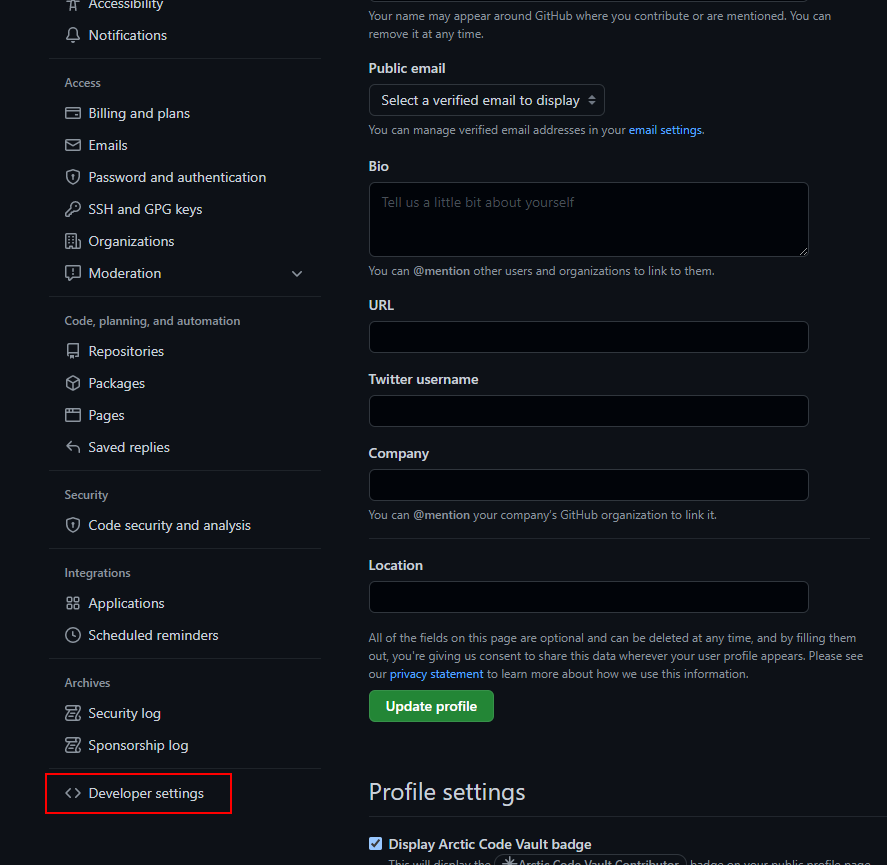 Accessibility
Notifications
Access
Billing and plans
Emails
Password and authentication
SSH and GPG keys
Organizations
Moderation
Code, planning, and automation
Repositories
Packages
Pages
Saved replies
Security
Code security and analysis
Integrations
Applications
Scheduled reminders
Archives
Security log
Sponsorship log
Developer settings
Your name may appear around GitHub where you contribute or are mentioned. You can
remove it at any time.
Public email
Select a verified email to display
You can manage verified email addresses in your email settings.
Bio
Tell us a little bit about yourself
You can @mention other users and organizations to link to them.
URL
Twitter username
Company
You can @mention your company's GitHub organization to link it.
Location
All of the fields on this page are optional and can be deleted at any time, and by filling them
out, you're giving us consent to share this data wherever your user profile appears. Please see
our privacy statement to learn more about how we use this information.
Update profile
Profile settings
Display Arctic Code Vault badge
This will display the Arctic Code Vault Contributor badge on your public profile page